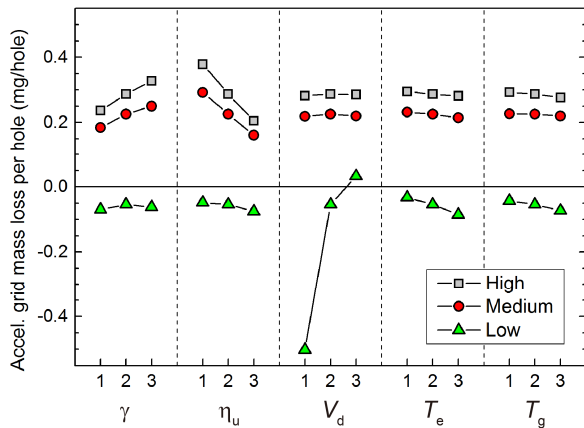 Accel. grid mass loss per hole (mg/hole)
0.4
0.2
0.0
-0.2
-0.4
High
Medium
Low
1 2 3 1 2 3 1 2 3 1 2 3 1 2 3
γ ηu Vd Te Tg